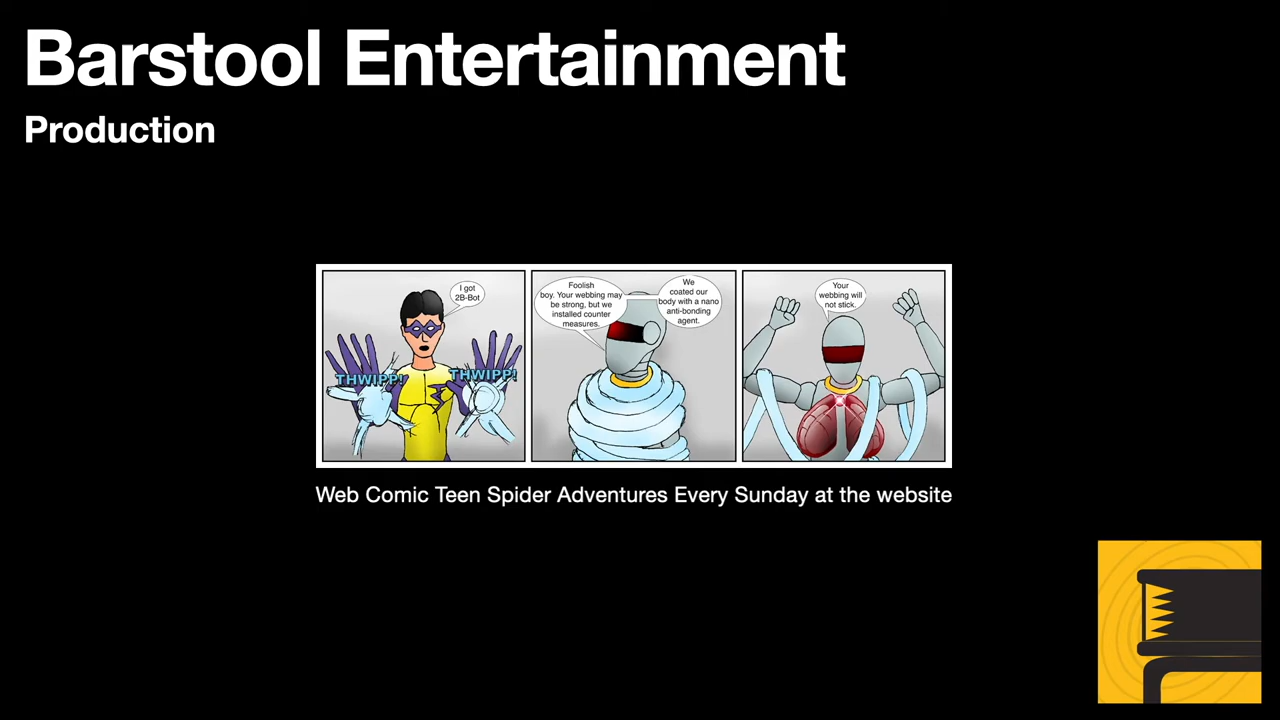 Barstool Entertainment
Production
I got
2B-Bot
THWIPP!
THWIPP!
Foolish
boy. Your webbing may
be strong, but we
installed counter
measures.
We
coated our
body with a nano
anti-bonding
agent.
Your
webbing will
not stick.
Web Comic Teen Spider Adventures Every Sunday at the website